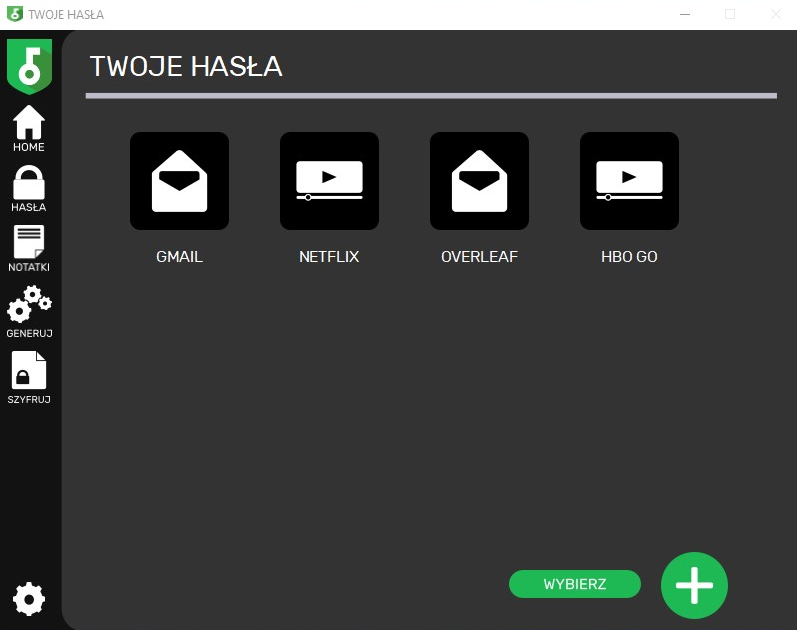 TWOJE HASŁA
TWOJE HASŁA
HOME
HASŁA
NOTATKI
GENERUJ
SZYFRUJ
GMAIL
NETFLIX
OVERLEAF
HBO GO
WYBIERZ